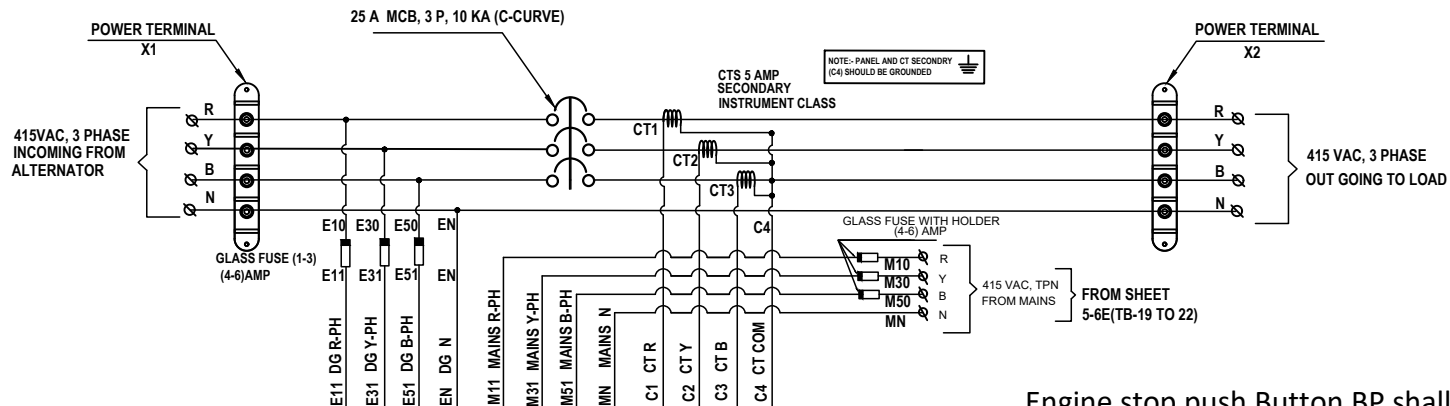 25 A  MCB, 3 P, 10 KA (C-CURVE)
POWER TERMINAL
X1
POWER TERMINAL
X2
NOTE:- PANEL AND CT SECONDRY
(C4) SHOULD BE GROUNDED
CTS 5 AMP
SECONDARY
INSTRUMENT CLASS
415VAC, 3 PHASE
INCOMING FROM
ALTERNATOR
R
Y
B
N
CT1
CT2
CT3
C4
R
Y
B
N
415 VAC, 3 PHASE
OUT GOING TO LOAD
GLASS FUSE (1-3)
(4-6)AMP
E10
E30
E50
EN
E11
E31
E51
EN
GLASS FUSE WITH HOLDER
(4-6) AMP
M10
M30
M50
MN
R
Y
B
N
415 VAC, TPN
FROM MAINS
FROM SHEET
5-6E(TB-19 TO 22)
E11 DG R-PH
E31 DG Y-PH
E51 DG B-PH
EN DG N
M11 MAINS R-PH
M31 MAINS Y-PH
M51 MAINS B-PH
MN MAINS N
C1 CT R
C2 CT Y
C3 CT B
C4 CT COM
Engine stop push Button BP shall